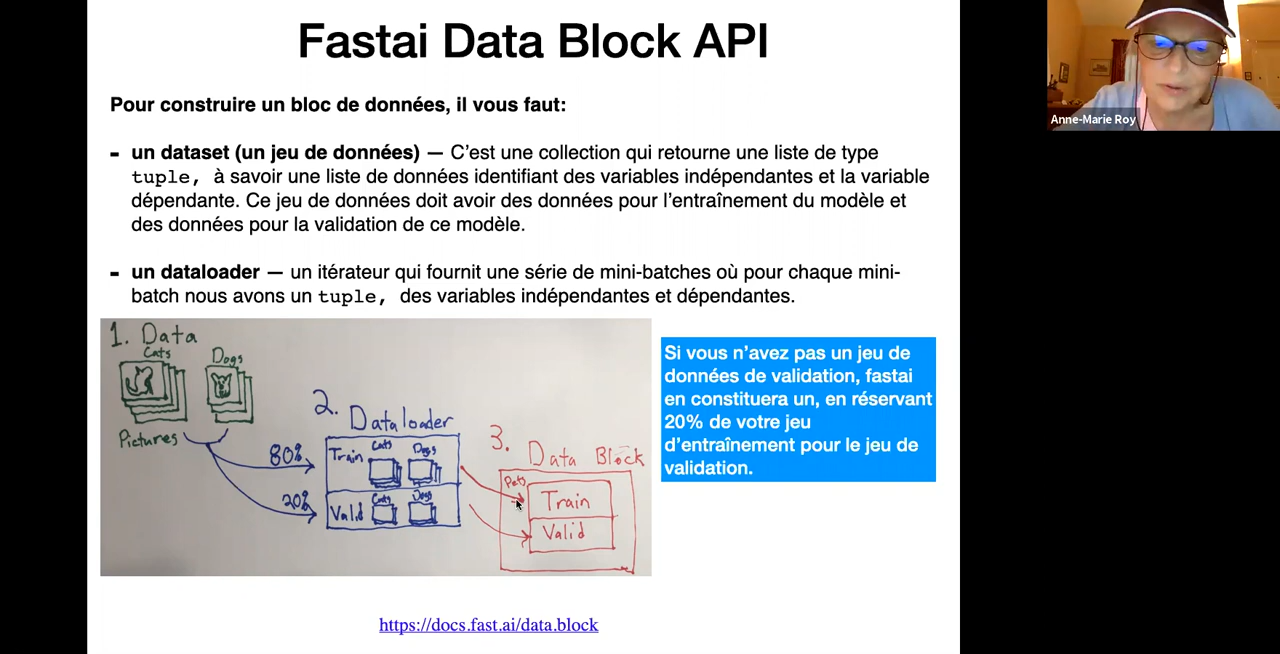 Fastai Data Block API
Pour construire un bloc de données, il vous faut:
- un dataset (un jeu de données) — C’est une collection qui retourne une liste de type
tuple, à savoir une liste de données identifiant des variables indépendantes et la variable
dépendante. Ce jeu de données doit avoir des données pour l’entraînement du modèle et
des données pour la validation de ce modèle.
- un dataloader — un itérateur qui fournit une série de mini-batches où pour chaque mini-
batch nous avons un tuple, des variables indépendantes et dépendantes.
1. Data
Cats
Dogs
Pictures
80%
20%
2. Dataloader
Train
Cats
Dogs
Valid
Cats
Dogs
3. Data Block
Pets
Train
Valid
Si vous n’avez pas un jeu de
données de validation, fastai
en constituera un, en réservant
20% de votre jeu
d’entraînement pour le jeu de
validation.
https://docs.fast.ai/data.block
Anne-Marie Roy